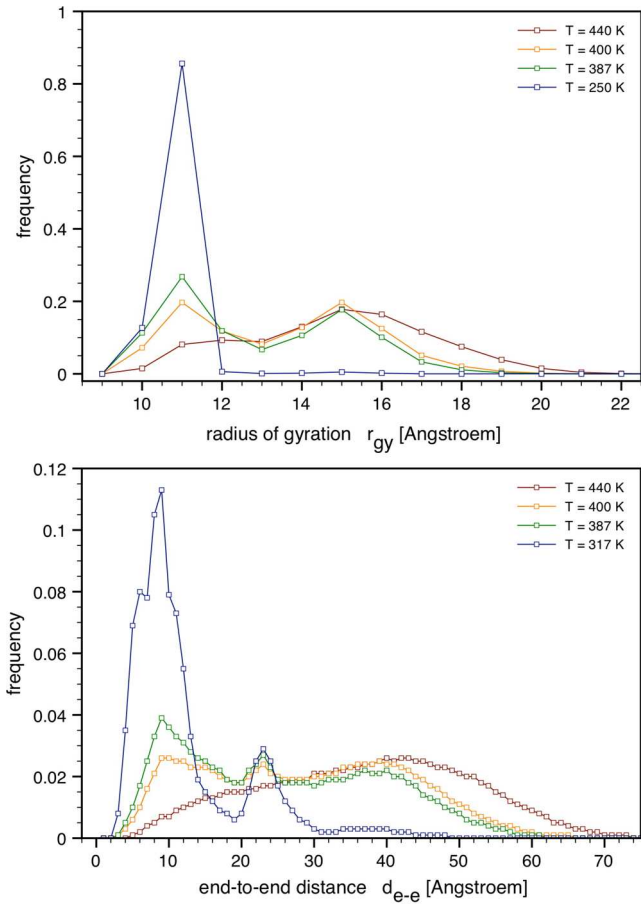 1
0.8
0.6
0.4
0.2
0
frequency
T = 440 K
T = 400 K
T = 387 K
T = 250 K
10 12 14 16 18 20 22
radius of gyration r_gy [Angstroem]
0.12
0.1
0.08
0.06
0.04
0.02
0
frequency
T = 440 K
T = 400 K
T = 387 K
T = 317 K
0 10 20 30 40 50 60 70
end-to-end distance d_e-e [Angstroem]